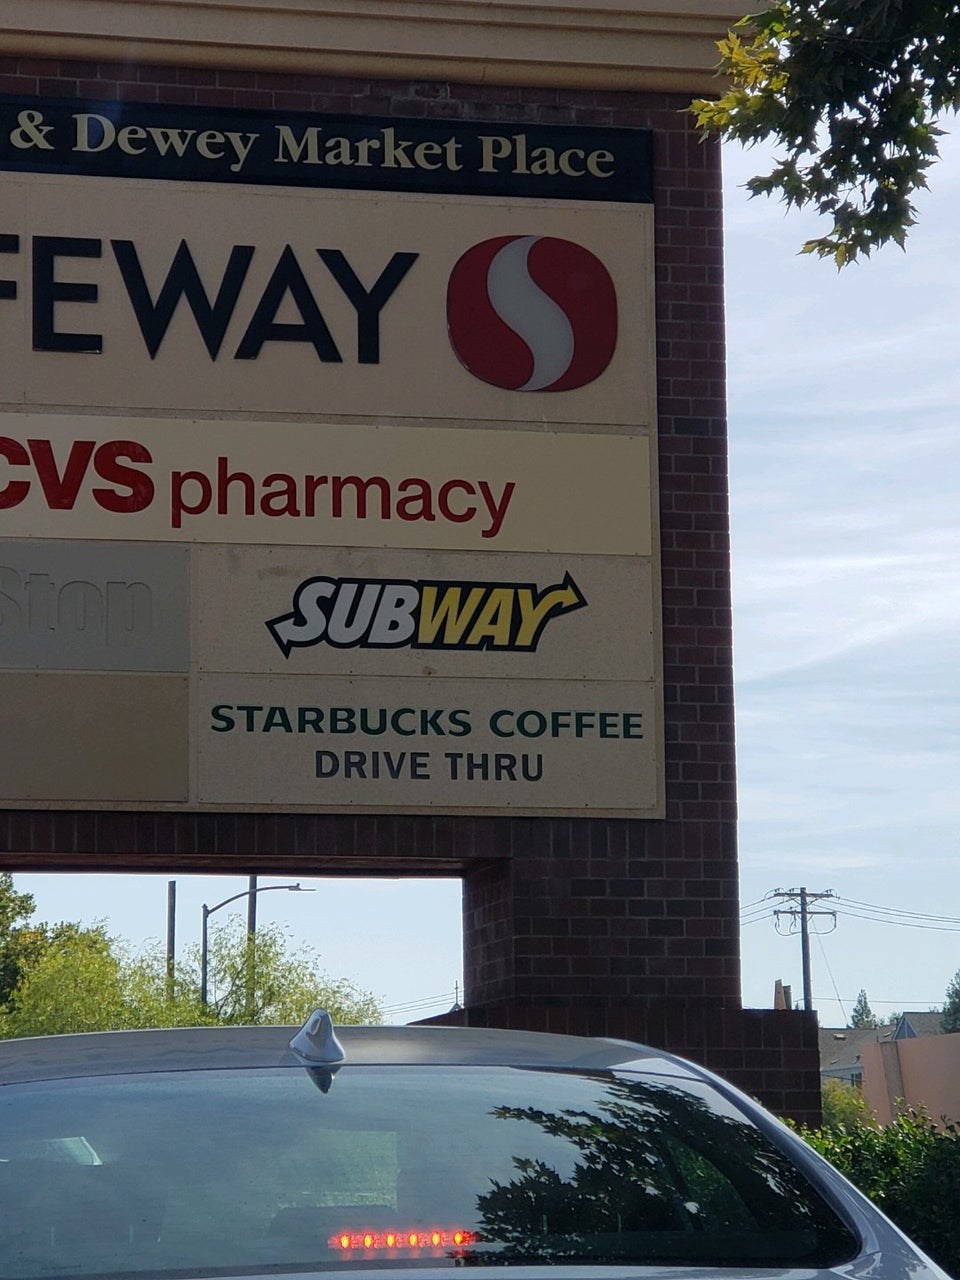 & Dewey Market Place
FEWAY
CVS pharmacy
Stop
SUBWAY
STARBUCKS COFFEE
DRIVE THRU